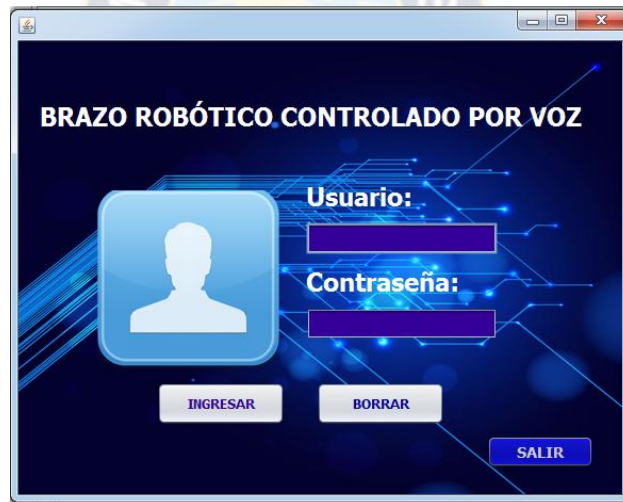 BRAZO ROBÓTICO CONTROLADO POR VOZ
Usuario:
Contraseña:
INGRESAR
BORRAR
SALIR